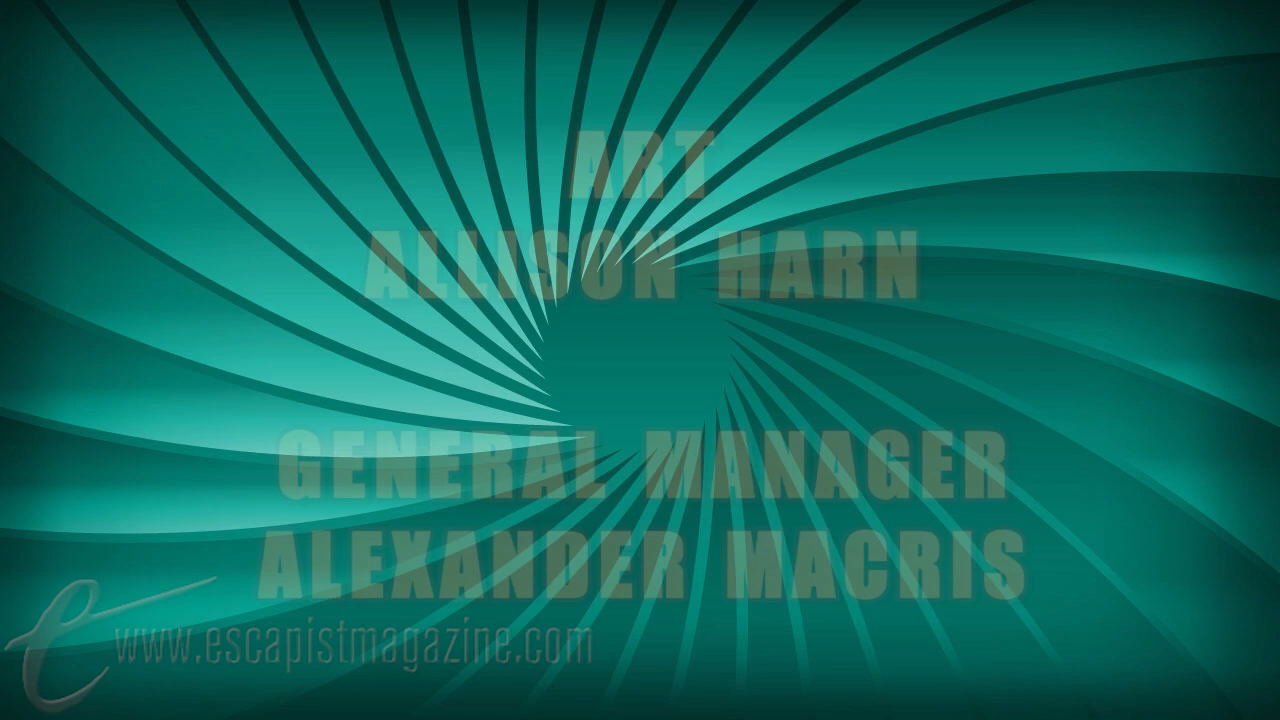 ART
ALLISON HARN
GENERAL MANAGER
ALEXANDER MACRIS
www.escapistmagazine.com